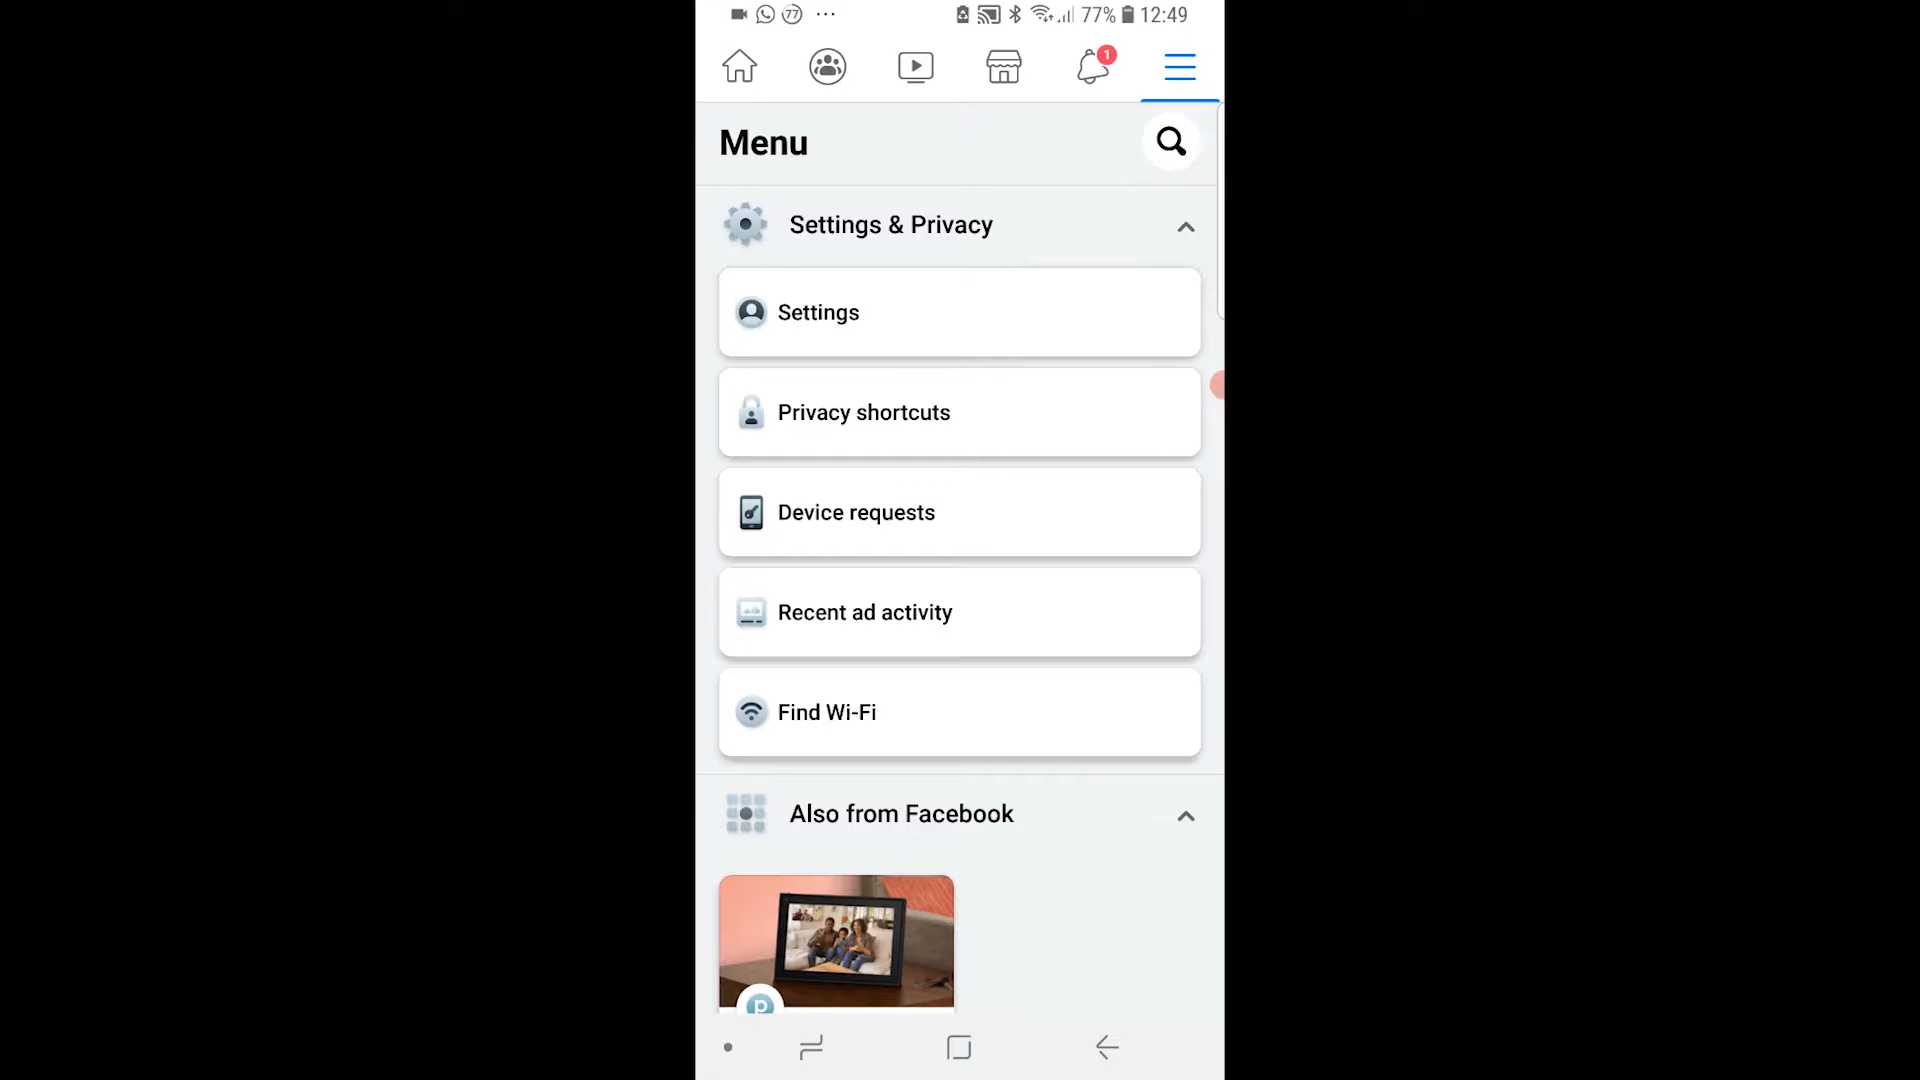 77 ... 77% 12:49
1
Menu
Settings & Privacy
Settings
Privacy shortcuts
Device requests
Recent ad activity
Find Wi-Fi
Also from Facebook
p